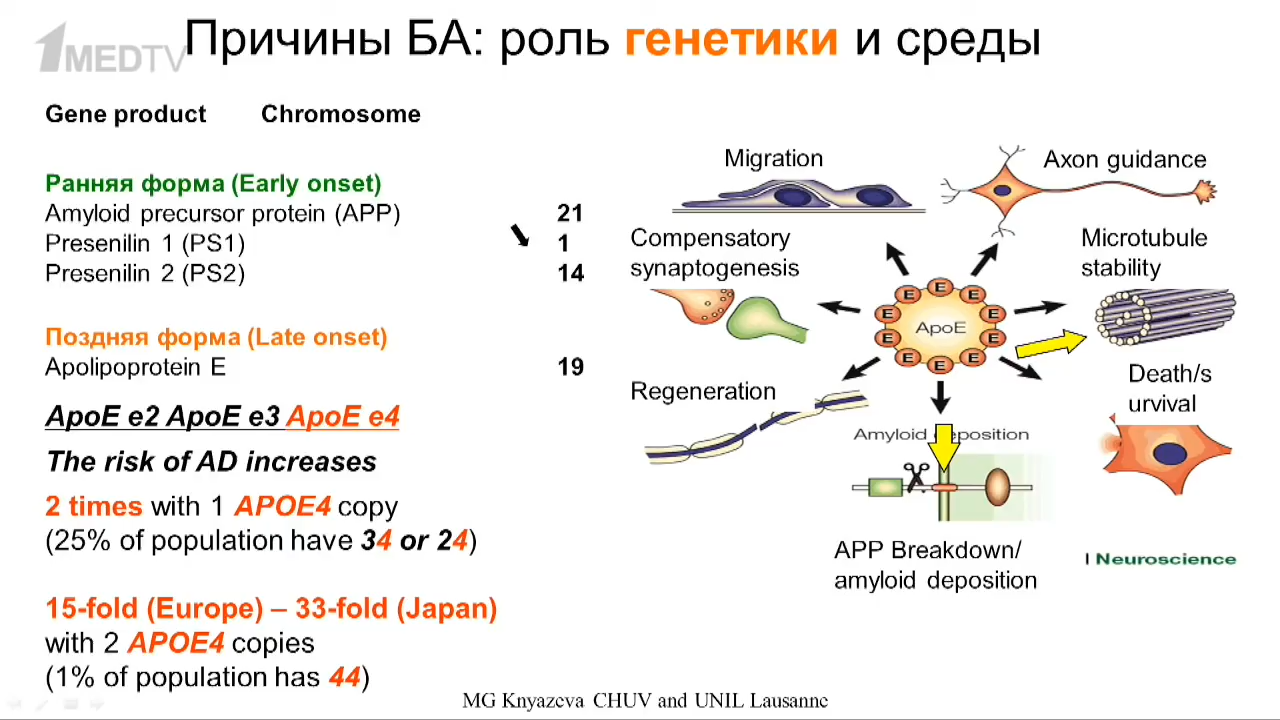 1MEDTV
Причины БА: роль генетики и среды
Gene product Chromosome
Ранняя форма (Early onset)
Amyloid precursor protein (APP) 21
Presenilin 1 (PS1) 1
Presenilin 2 (PS2) 14
Поздняя форма (Late onset)
Apolipoprotein E 19
ApoE e2 ApoE e3 ApoE e4
The risk of AD increases
2 times with 1 APOE4 copy
(25% of population have 34 or 24)
15-fold (Europe) – 33-fold (Japan)
with 2 APOE4 copies
(1% of population has 44)
Migration
Axon guidance
Compensatory
synaptogenesis
Microtubule
stability
E E E E E E E E E E
ApoE
Regeneration
Death/s
urvival
Amyloid deposition
APP Breakdown/
amyloid deposition
Neuroscience
MG Knyazeva CHUV and UNIL Lausanne